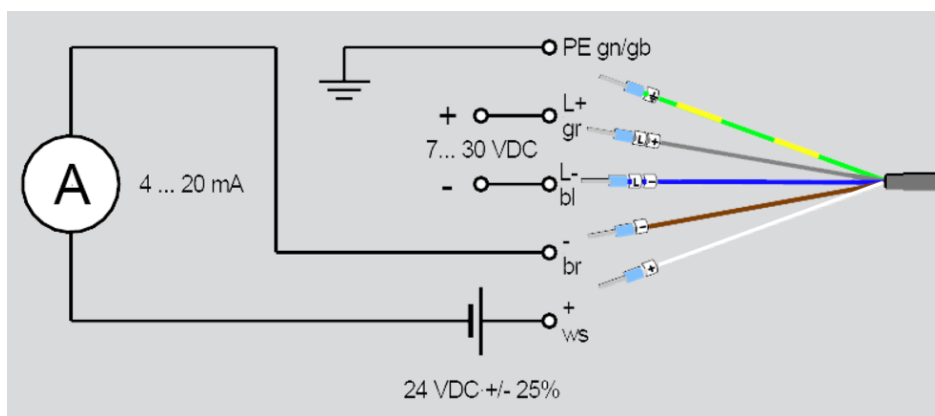 PE gn/gb
L+
gr
+
7... 30 VDC
L-
bl
-
A
4 ... 20 mA
-
br
+
ws
24 VDC +/- 25%
L +
L -
-
+